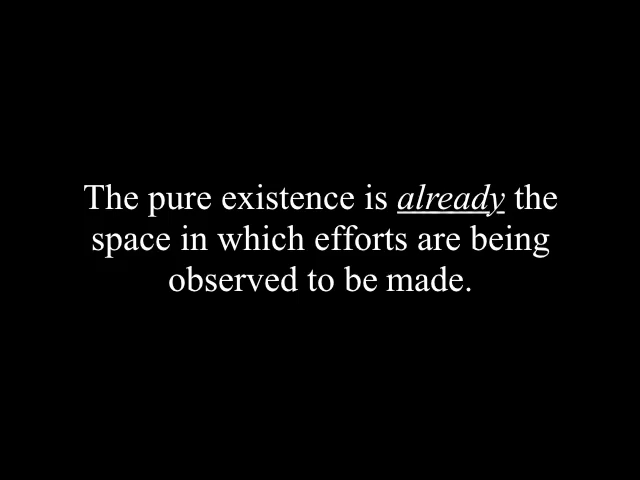 The pure existence is already the
space in which efforts are being
observed to be made.